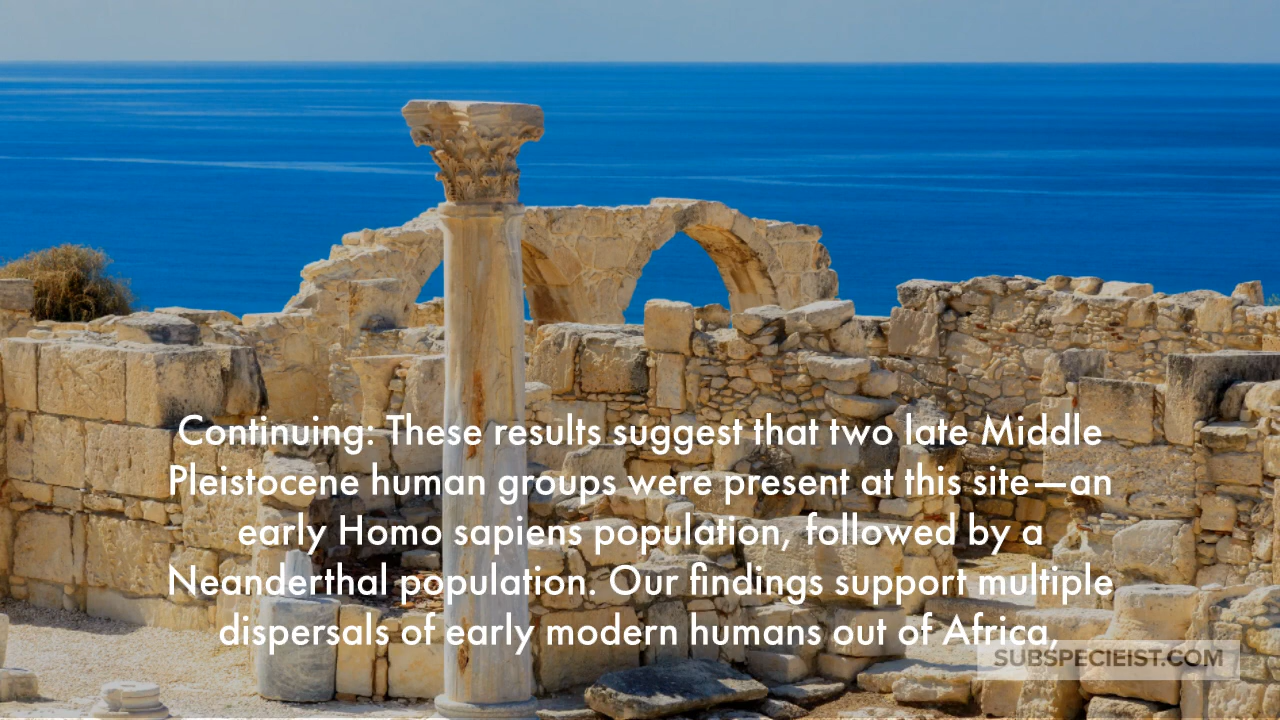 Continuing: These results suggest that two late Middle
Pleistocene human groups were present at this site—an
early Homo sapiens population, followed by a
Neanderthal population. Our findings support multiple
dispersals of early modern humans out of Africa,
SUBSPECIEIST.COM